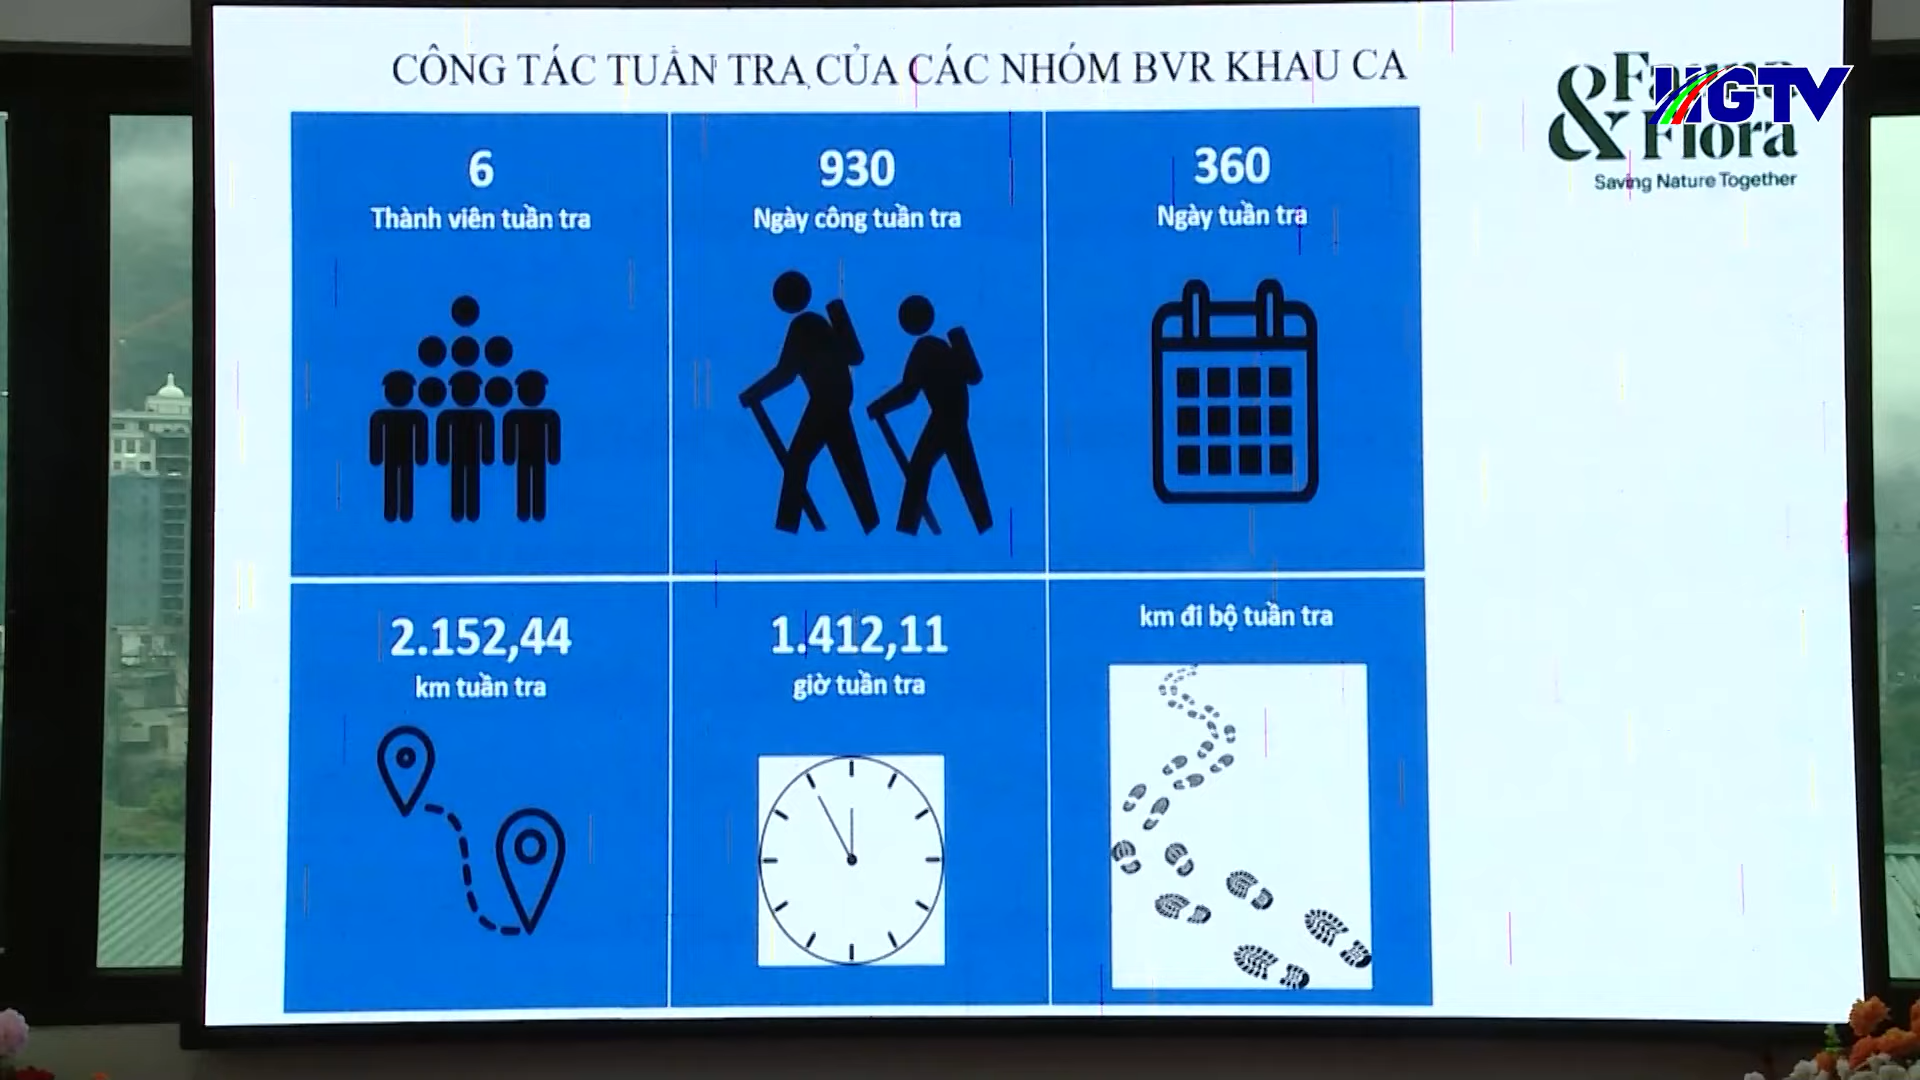 CÔNG TÁC TUẦN TRA CỦA CÁC NHÓM BVR KHAU CA
Fauna
& Flora
Saving Nature Together
HGTV
6
Thành viên tuần tra
930
Ngày công tuần tra
360
Ngày tuần tra
2.152,44
km tuần tra
1.412,11
giờ tuần tra
km đi bộ tuần tra